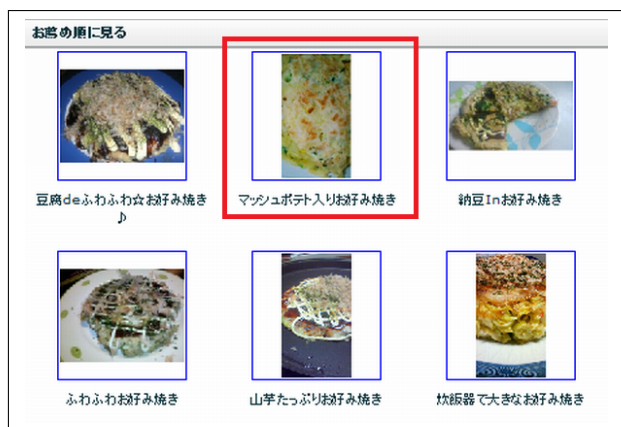 お薦め順に見る
豆腐deふわふわ☆お好み焼き
♪
マッシュポテト入りお好み焼き
納豆Inお好み焼き
ふわふわお好み焼き
山芋たっぷりお好み焼き
炊飯器で大きなお好み焼き